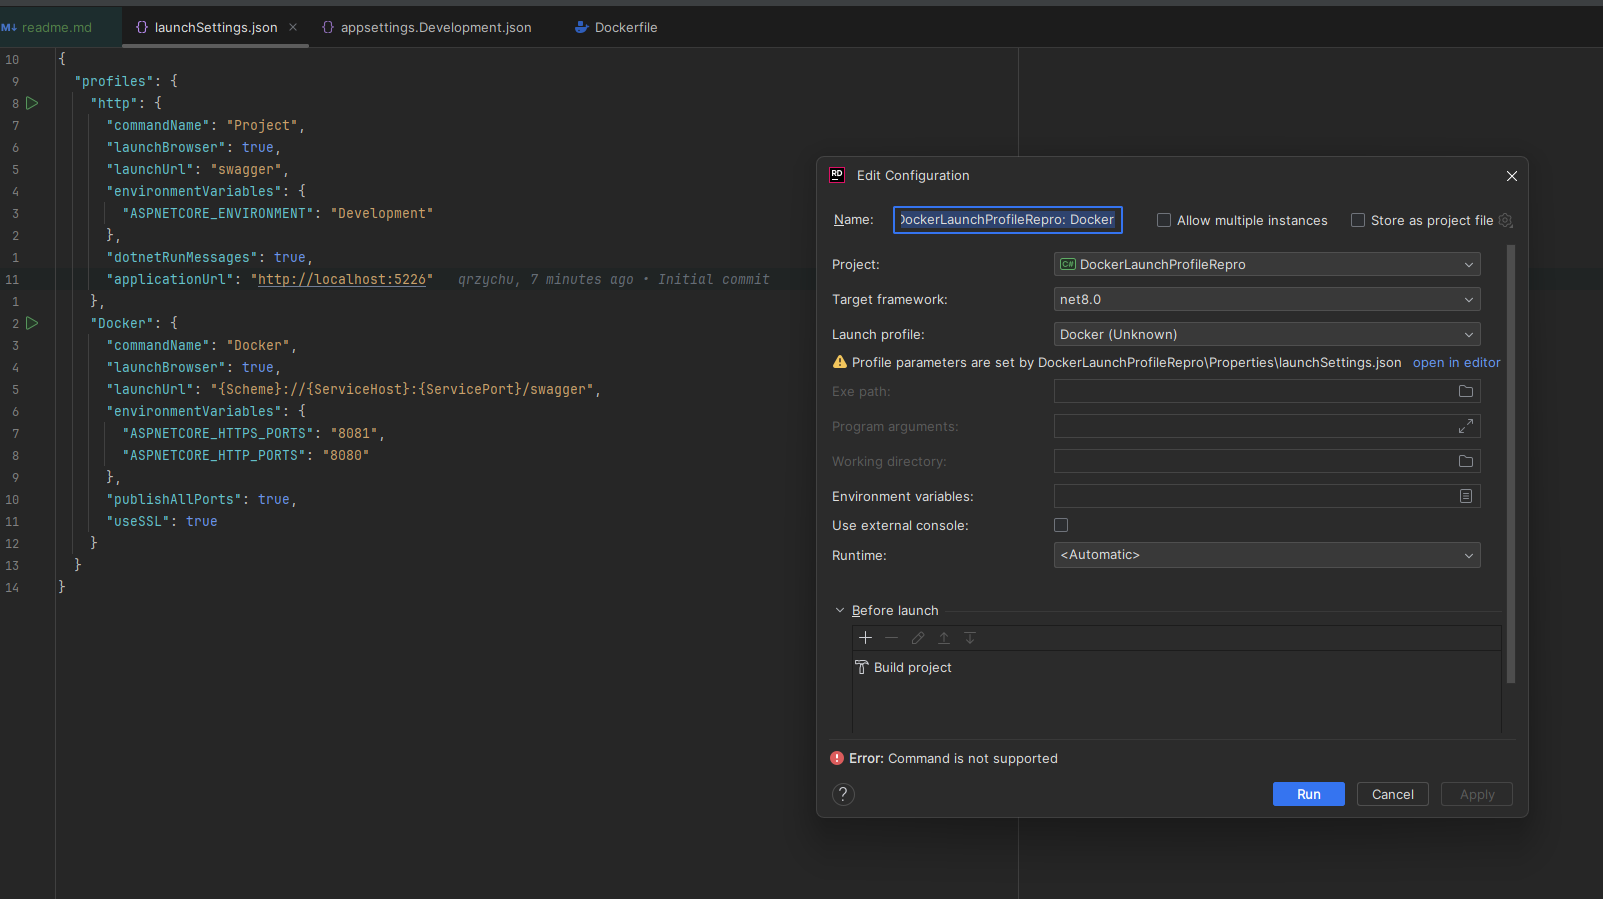 readme.md
launchSettings.json
appsettings.Development.json
Dockerfile
10 {
9 "profiles": {
8 "http": {
7 "commandName": "Project",
6 "launchBrowser": true,
5 "launchUrl": "swagger",
4 "environmentVariables": {
3 "ASPNETCORE_ENVIRONMENT": "Development"
2 },
1 "dotnetRunMessages": true,
11 "applicationUrl": "http://localhost:5226" qrzychu, 7 minutes ago • Initial commit
1 },
2 "Docker": {
3 "commandName": "Docker",
4 "launchBrowser": true,
5 "launchUrl": "{Scheme}://{ServiceHost}:{ServicePort}/swagger",
6 "environmentVariables": {
7 "ASPNETCORE_HTTPS_PORTS": "8081",
8 "ASPNETCORE_HTTP_PORTS": "8080"
9 },
10 "publishAllPorts": true,
11 "useSSL": true
12 }
13 }
14 }
RD Edit Configuration
Name: DockerLaunchProfileRepro: Docker
Allow multiple instances
Store as project file
Project: C# DockerLaunchProfileRepro
Target framework: net8.0
Launch profile: Docker (Unknown)
Profile parameters are set by DockerLaunchProfileRepro\Properties\launchSettings.json open in editor
Exe path:
Program arguments:
Working directory:
Environment variables:
Use external console:
Runtime: <Automatic>
Before launch
Build project
Error: Command is not supported
?
Run
Cancel
Apply